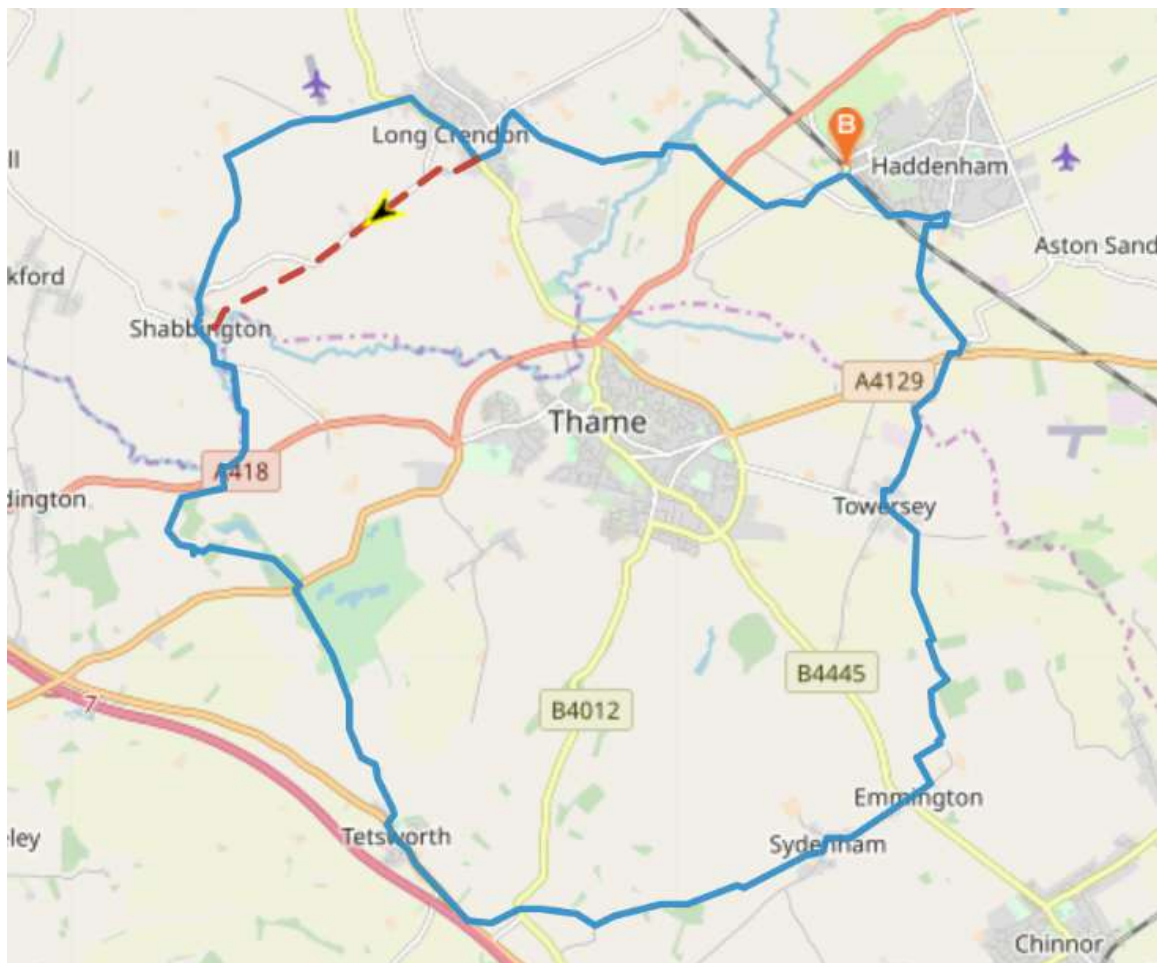 Long Crendon
B
Haddenham
ll
Aston Sand
kford
Shabbington
A4129
Thame
A418
dington
Towersey
B4445
7
B4012
Emmington
Tetsworth
Sydenham
ley
Chinnor